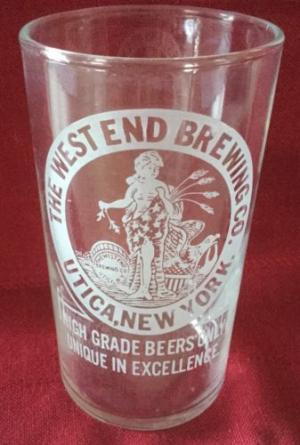 THE WEST END BREWING CO.
UTICA, NEW YORK.
HIGH GRADE BEERS ONLY
UNIQUE IN EXCELLENCE